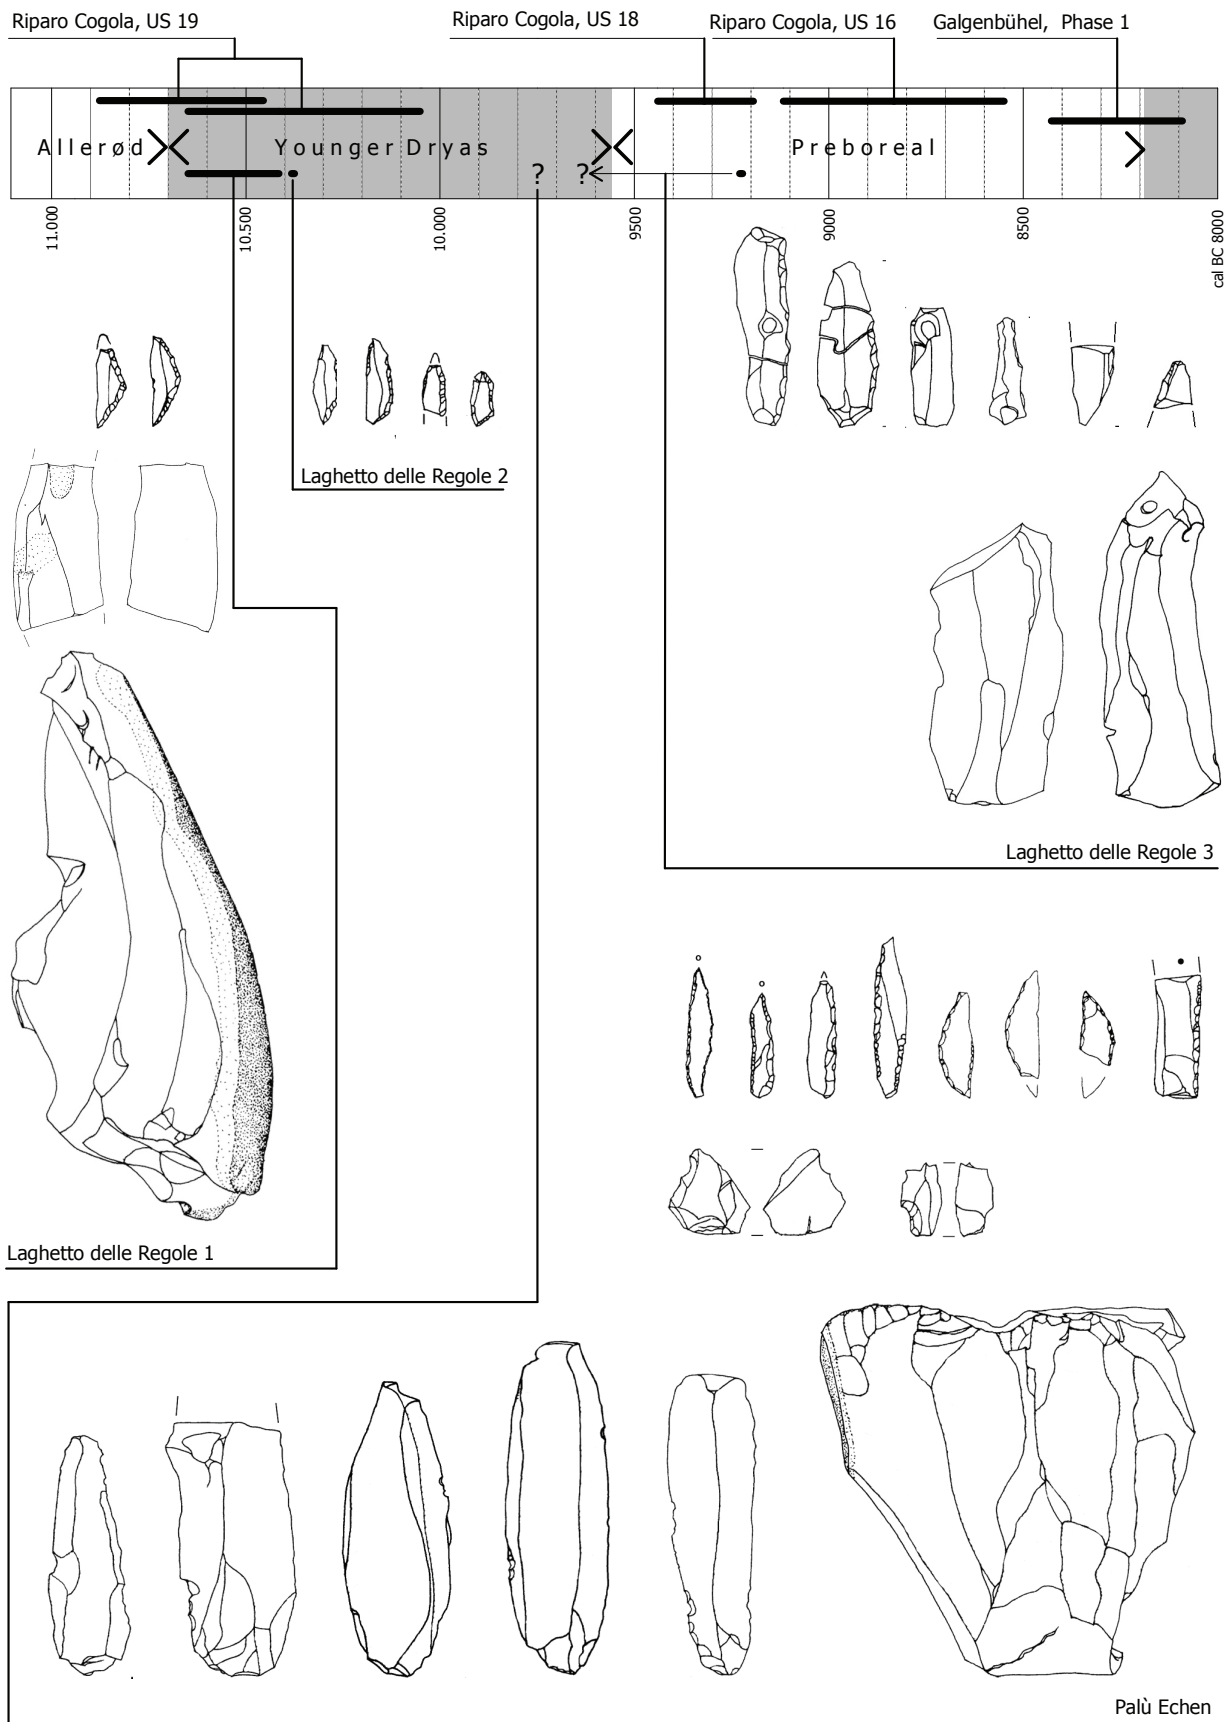 Riparo Cogola, US 19
Riparo Cogola, US 18
Riparo Cogola, US 16
Galgenbühel, Phase 1
Allerød
Younger Dryas
Preboreal
? ?
11.000
10.500
10.000
9500
9000
8500
cal BC 8000
Laghetto delle Regole 2
Laghetto delle Regole 3
Laghetto delle Regole 1
Palù Echen